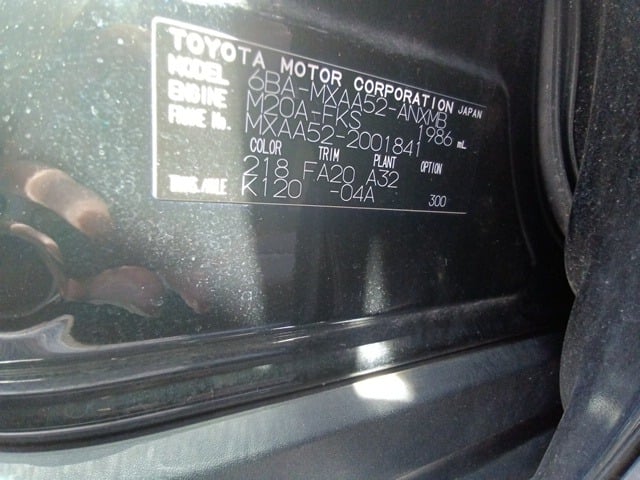 TOYOTA MOTOR CORPORATION JAPAN
MODEL 6BA-MXAA52-ANXMB
ENGINE M20A-FKS 1986 mL
FRAME No. MXAA52-2001841
COLOR TRIM PLANT OPTION
218 FA20 A32
TRANS./AXLE K120 -04A 300